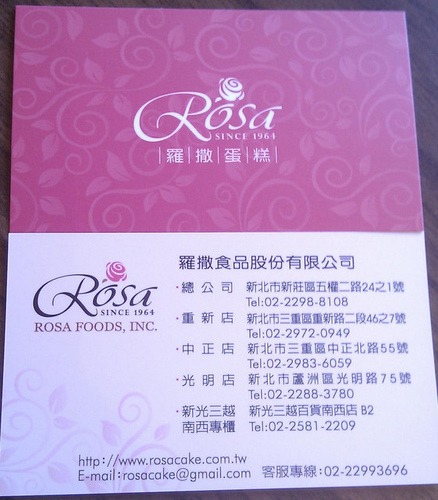 Rosa
SINCE 1964
羅撒蛋糕
Rosa
SINCE 1964
ROSA FOODS, INC.
羅撒食品股份有限公司
・總公司 新北市新莊區五權二路24之1號
Tel:02-2298-8108
・重新店 新北市三重區重新路二段46之7號
Tel:02-2972-0949
・中正店 新北市三重區中正北路55號
Tel:02-2983-6059
・光明店 新北市蘆洲區光明路75號
Tel:02-2288-3780
・新光三越 新光三越百貨南西店 B2
南西專櫃 Tel:02-2581-2209
http://www.rosacake.com.tw
E-mail:rosacake@gmail.com 客服專線:02-22993696